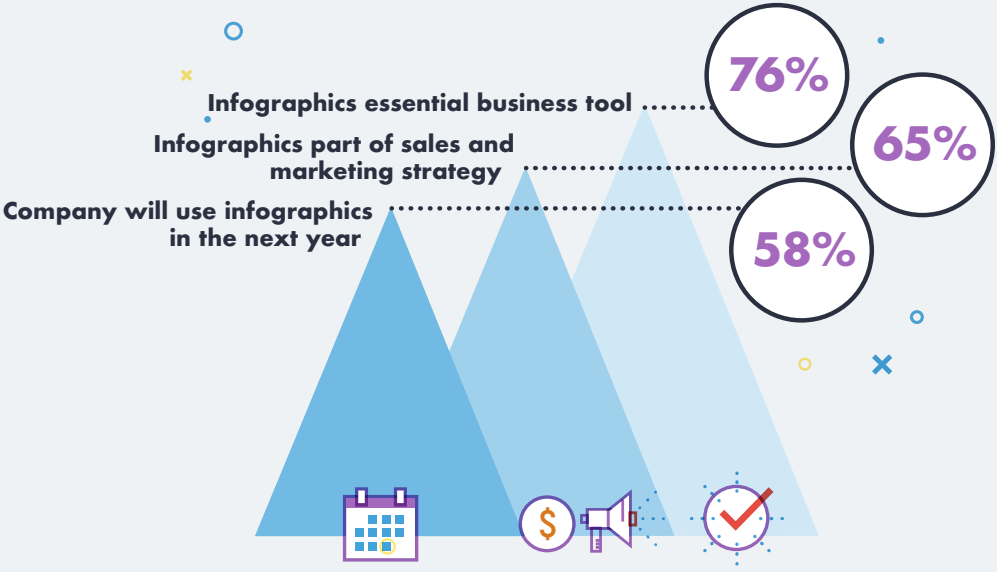 76%
Infographics essential business tool
65%
Infographics part of sales and
marketing strategy
58%
Company will use infographics
in the next year
$